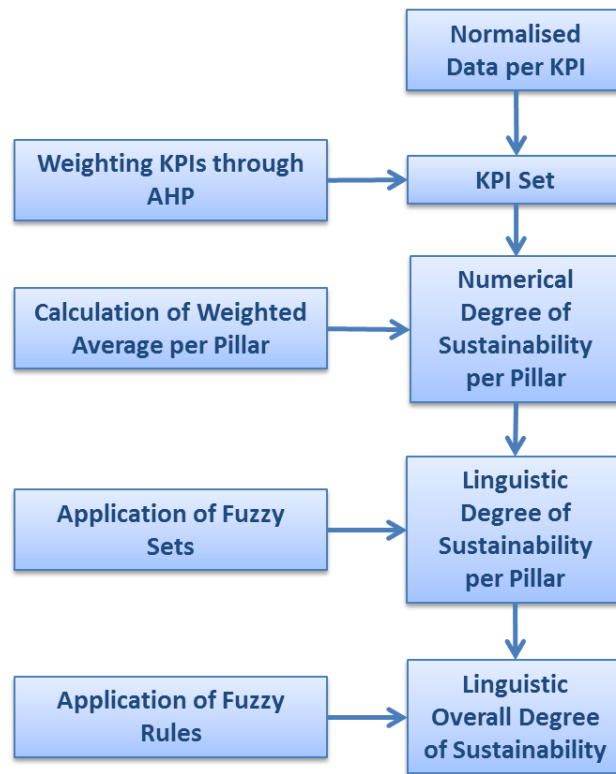 Normalised
Data per KPI
Weighting KPIs through
AHP
KPI Set
Calculation of Weighted
Average per Pillar
Numerical
Degree of
Sustainability
per Pillar
Application of Fuzzy
Sets
Linguistic
Degree of
Sustainability
per Pillar
Application of Fuzzy
Rules
Linguistic
Overall Degree
of Sustainability